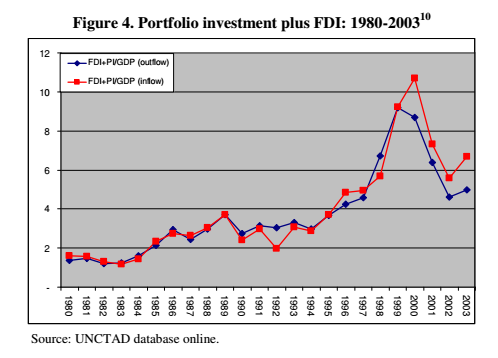 Figure 4. Portfolio investment plus FDI: 1980-2003¹⁰
12
FDI+PI/GDP (outflow)
FDI+PI/GDP (inflow)
10
8
6
4
2
-
1980 1981 1982 1983 1984 1985 1986 1987 1988 1989 1990 1991 1992 1993 1994 1995 1996 1997 1998 1999 2000 2001 2002 2003
Source: UNCTAD database online.